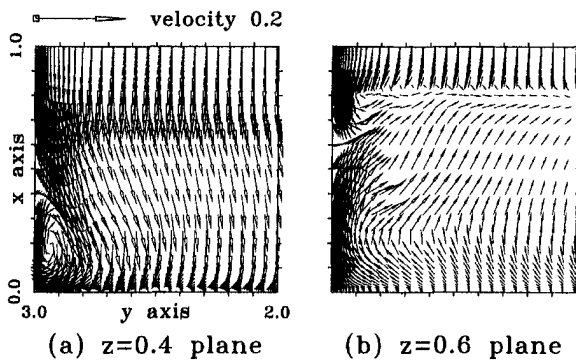 velocity 0.2
1.0
x axis
0.0
3.0 y axis 2.0
(a) z=0.4 plane
(b) z=0.6 plane